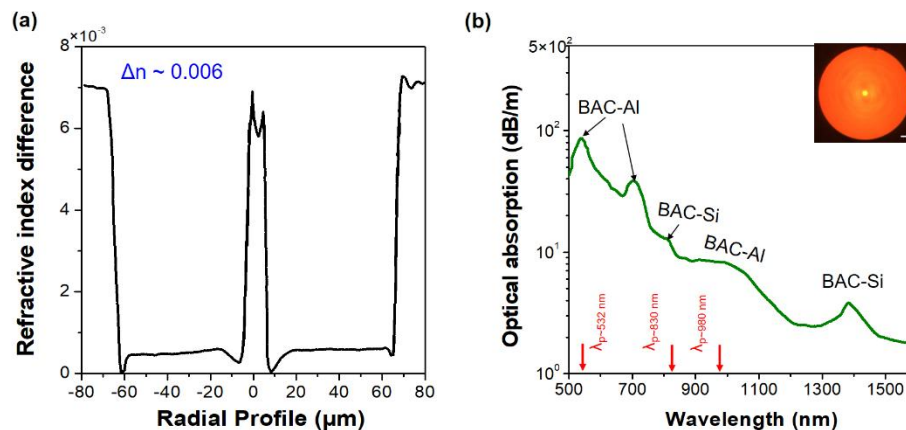 (a)
8×10⁻³
Δn ~ 0.006
6
4
2
0
-80 -60 -40 -20 0 20 40 60 80
Radial Profile (µm)
Refractive index difference
(b)
5×10²
10²
10¹
10⁰
BAC-Al
BAC-Si
BAC-Al
BAC-Si
λp~532 nm
λp~830 nm
λp~980 nm
500 700 900 1100 1300 1500
Wavelength (nm)
Optical absorption (dB/m)